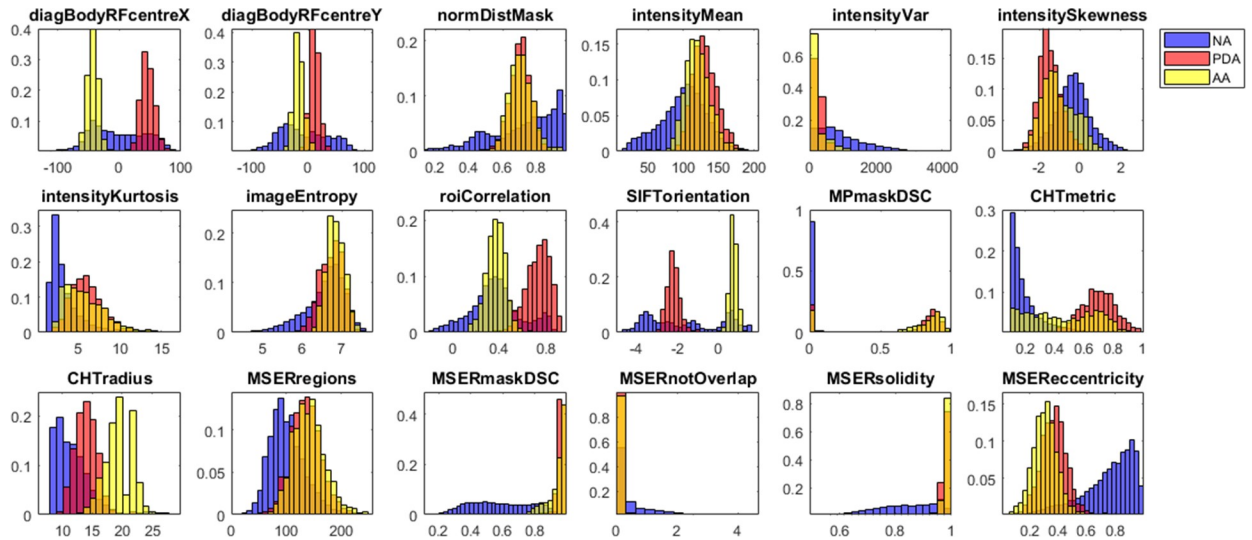 diagBodyRFcentreX diagBodyRFcentreY normDistMask intensityMean intensityVar intensitySkewness
0.4 0.4 0.2 0.15 0.6 0.15 NA
0.3 0.3 0.1 0.4 0.1 PDA
0.2 0.2 0.1 0.05 0.2 0.05 AA
0.1 0.1 0 0 0
-100 0 100 -100 0 100 0.2 0.4 0.6 0.8 50 100 150 200 0 2000 4000 -2 0 2
intensityKurtosis imageEntropy roiCorrelation SIFTorientation MPmaskDSC CHTmetric
0.3 0.2 0.2 0.4 1 0.3
0.2 0.1 0.1 0.2 0.5 0.2
0.1 0.1
0 0 0 0 0
5 10 15 5 6 7 0 0.4 0.8 -4 -2 0 0 0.5 1 0.2 0.4 0.6 0.8 1
CHTradius MSERregions MSERmaskDSC MSERnotOverlap MSERsolidity MSEReccentricity
0.2 0.1 0.4 0.8 0.8 0.15
0.1 0.05 0.2 0.6 0.6 0.1
0.4 0.4 0.05
0 0 0 0.2 0.2
10 15 20 25 0 100 200 0.2 0.4 0.6 0.8 1 0 2 4 0.6 0.8 1 0.2 0.4 0.6 0.8